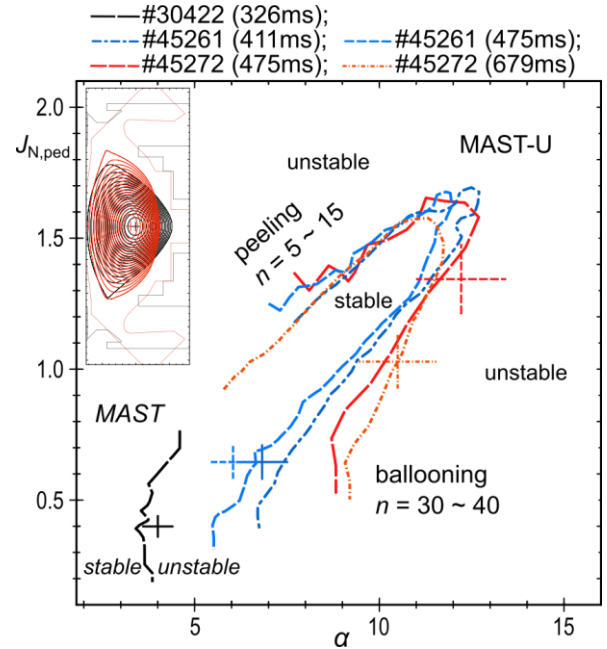 #30422 (326ms);
#45261 (411ms); #45261 (475ms);
#45272 (475ms); #45272 (679ms)
2.0
J_N,ped
unstable
MAST-U
peeling
n = 5 ~ 15
1.5
stable
1.0
unstable
MAST
ballooning
n = 30 ~ 40
0.5
stable
unstable
5
10
15
α